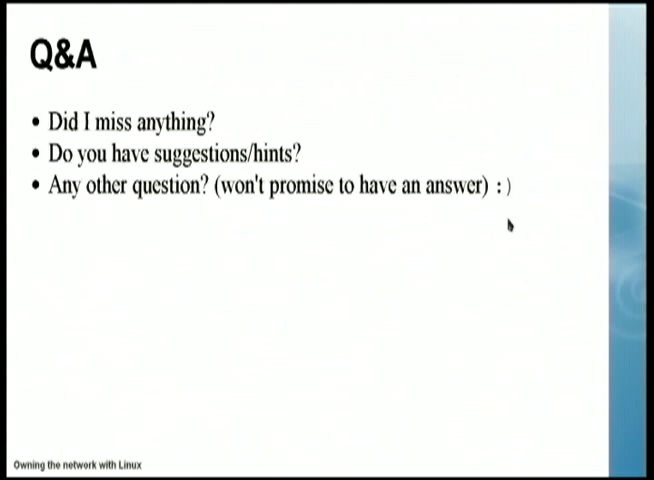 Q&A
• Did I miss anything?
• Do you have suggestions/hints?
• Any other question? (won't promise to have an answer) :)
Owning the network with Linux